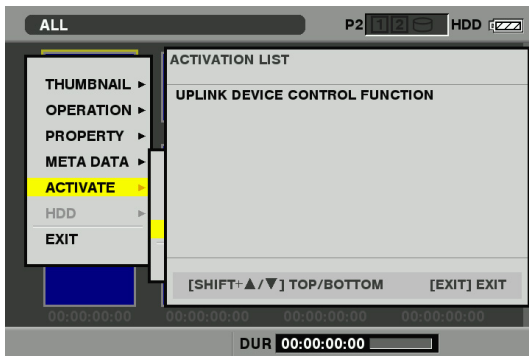 ALL P2 1 2 HDD
THUMBNAIL
OPERATION
PROPERTY
META DATA
ACTIVATE
HDD
EXIT
ACTIVATION LIST
UPLINK DEVICE CONTROL FUNCTION
[SHIFT+▲/▼] TOP/BOTTOM [EXIT] EXIT
00:00:00:00 00:00:00:00 00:00:00:00 00:00:00:00
DUR 00:00:00:00